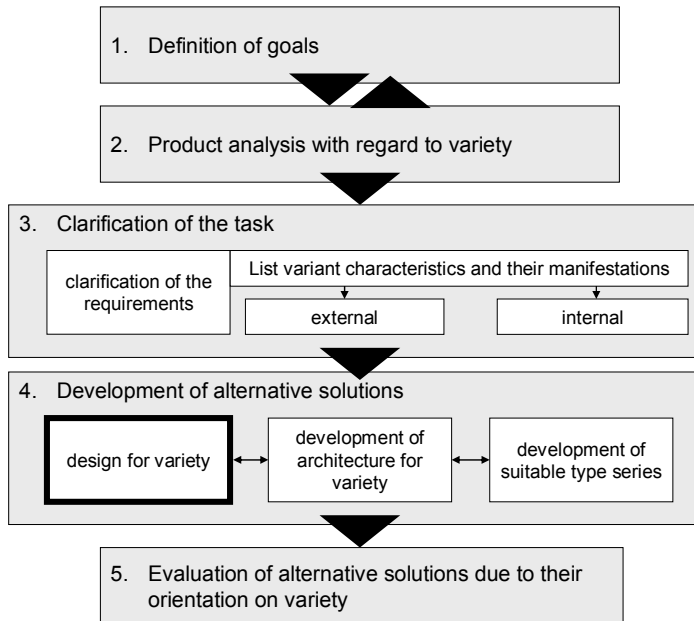 1. Definition of goals
2. Product analysis with regard to variety
3. Clarification of the task
clarification of the
requirements
List variant characteristics and their manifestations
external
internal
4. Development of alternative solutions
design for variety
development of
architecture for
variety
development of
suitable type series
5. Evaluation of alternative solutions due to their
orientation on variety